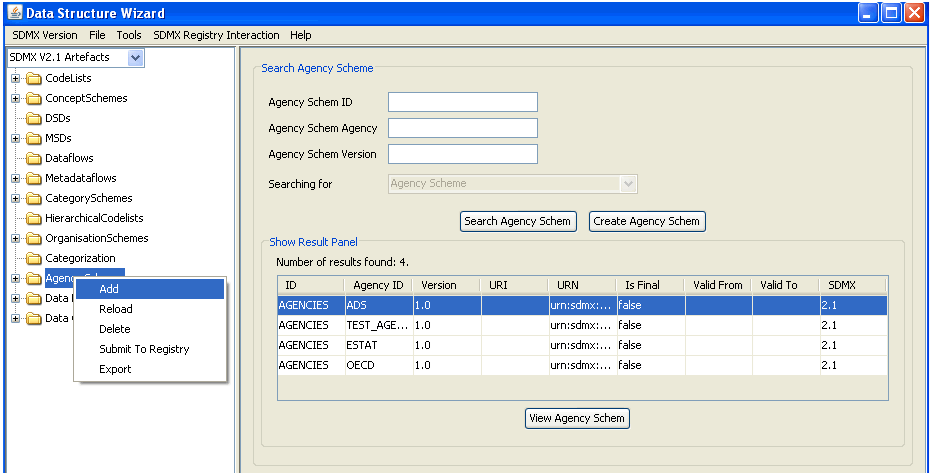 Data Structure Wizard
SDMX Version File Tools SDMX Registry Interaction Help
SDMX V2.1 Artefacts
CodeLists
ConceptSchemes
DSDs
MSDs
Dataflows
Metadataflows
CategorySchemes
HierarchicalCodelists
OrganisationSchemes
Categorization
Data
Data
Add
Reload
Delete
Submit To Registry
Export
Search Agency Scheme
Agency Schem ID
Agency Schem Agency
Agency Schem Version
Searching for Agency Scheme
Search Agency Schem Create Agency Schem
Show Result Panel
Number of results found: 4.
ID Agency ID Version URI URN Is Final Valid From Valid To SDMX
AGENCIES ADS 1.0 urn:sdmx:... false 2.1
AGENCIES TEST_AGE... 1.0 urn:sdmx:... false 2.1
AGENCIES ESTAT 1.0 urn:sdmx:... false 2.1
AGENCIES OECD 1.0 urn:sdmx:... false 2.1
View Agency Schem